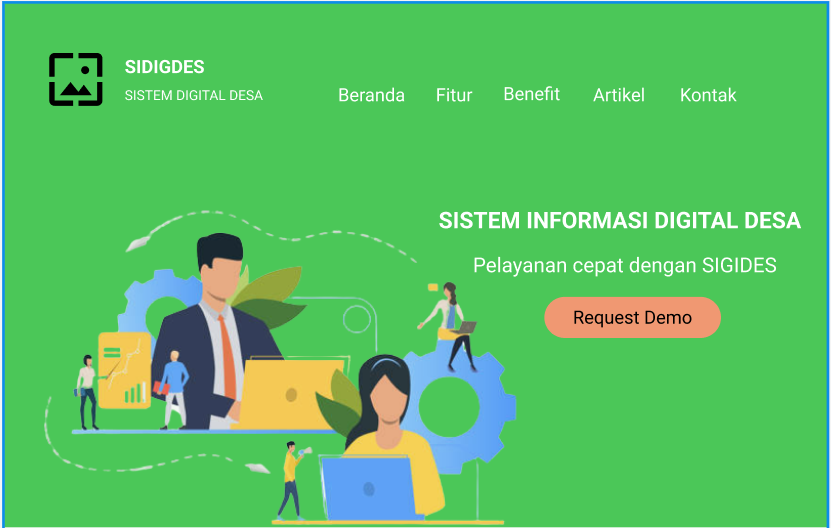 SIDIGDES
SISTEM DIGITAL DESA
Beranda Fitur Benefit Artikel Kontak
SISTEM INFORMASI DIGITAL DESA
Pelayanan cepat dengan SIGIDES
Request Demo